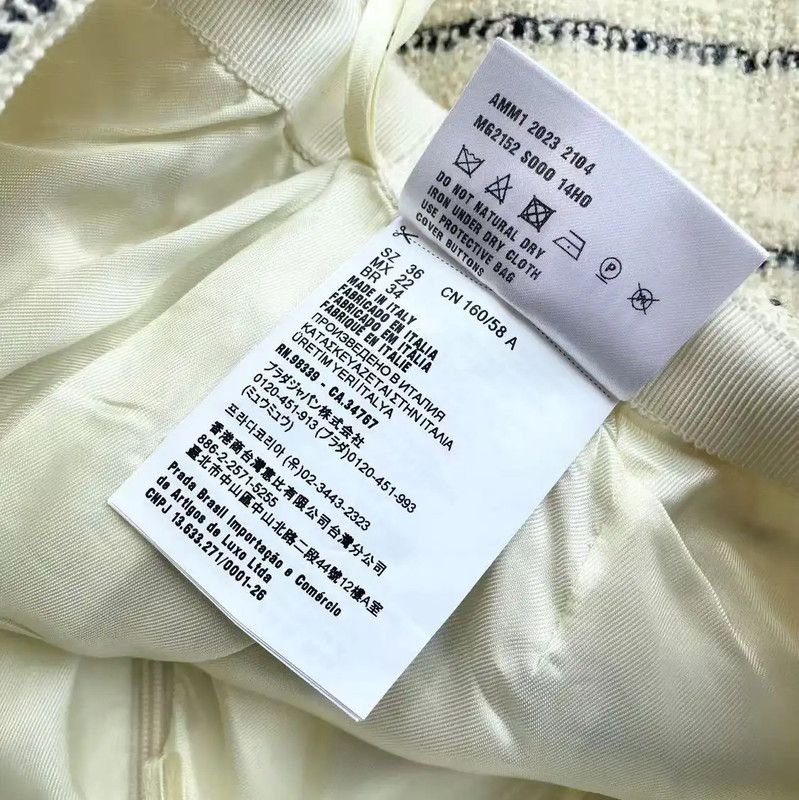 AMM1 2023 2104
M62152 S000 14H0
DO NOT NATURAL DRY
IRON UNDER DRY CLOTH
USE PROTECTIVE BAG
COVER BUTTONS
SZ 36
MX 22
BR 34
CN 160/58 A
MADE IN ITALY
FABRICADO EN ITALIA
FABRICADO EM ITALIA
FABRIQUÉ EN ITALIE
ПРОИЗВЕДЕНО В ИТАЛИЯ
ΚΑΤΑΣΚΕΥΑΖΕΤΑΙ ΣΤΗΝ ΙΤΑΛΙΑ
ÜRETİM YERİ ITALYA
RN.98339 - CA.34767
プラダジャパン株式会社
0120-451-913 (プラダ)0120-451-993
(ミュウミュウ)
프라다코리아 (유)02-3443-2323
香港商台灣意比有限公司台灣分公司
886-2-2571-5255
臺北市中山區中山北路二段44號12樓A室
Prada Brasil Importação e Comércio
de Artigos de Luxo Ltda
CNPJ 13.633.271/0001-26